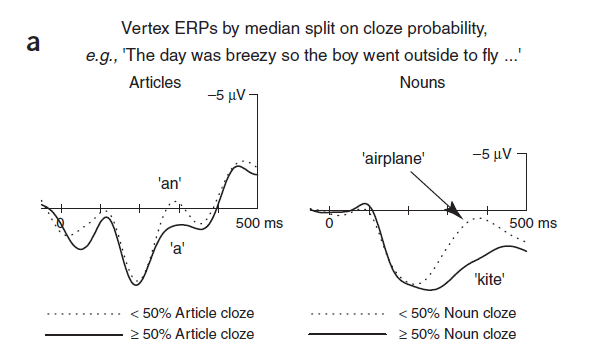 a
Vertex ERPs by median split on cloze probability,
e.g., 'The day was breezy so the boy went outside to fly ...'
Articles
Nouns
–5 µV
'an'
'a'
0
500 ms
–5 µV
'airplane'
'kite'
0
500 ms
< 50% Article cloze
≥ 50% Article cloze
< 50% Noun cloze
≥ 50% Noun cloze